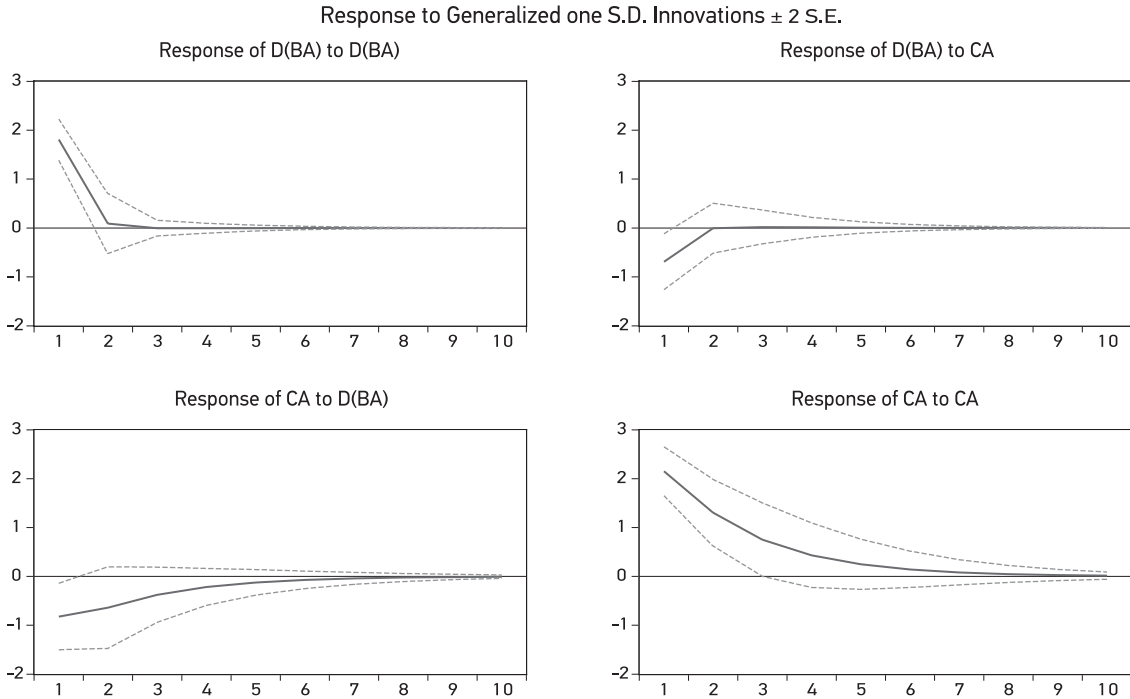 Response to Generalized one S.D. Innovations ± 2 S.E.
Response of D(BA) to D(BA)
3
2
1
0
−1
−2
1 2 3 4 5 6 7 8 9 10
Response of D(BA) to CA
3
2
1
0
−1
−2
1 2 3 4 5 6 7 8 9 10
Response of CA to D(BA)
3
2
1
0
−1
−2
1 2 3 4 5 6 7 8 9 10
Response of CA to CA
3
2
1
0
−1
−2
1 2 3 4 5 6 7 8 9 10